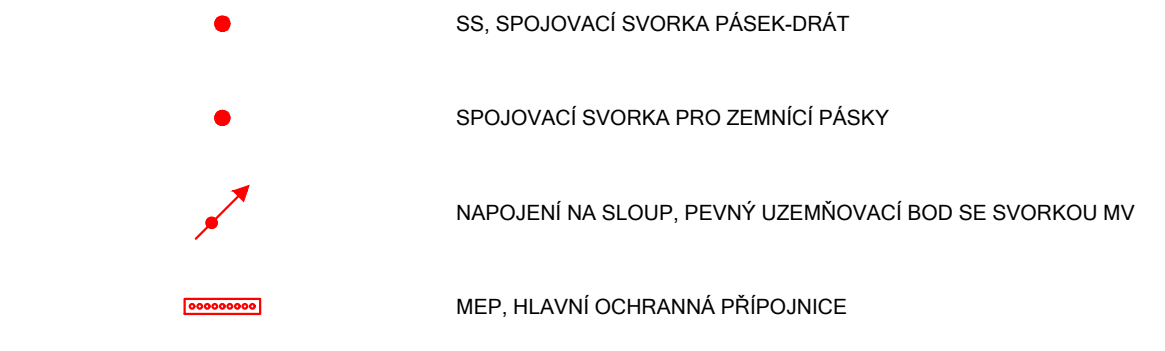 SS, SPOJOVACÍ SVORKA PÁSEK-DRÁT
SPOJOVACÍ SVORKA PRO ZEMNÍCÍ PÁSKY
NAPOJENÍ NA SLOUP, PEVNÝ UZEMŇOVACÍ BOD SE SVORKOU MV
MEP, HLAVNÍ OCHRANNÁ PŘÍPOJNICE